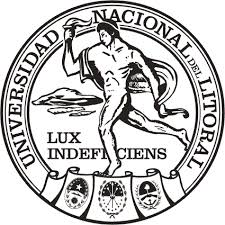 UNIVERSIDAD NACIONAL DEL LITORAL
LUX
INDEFICIENS